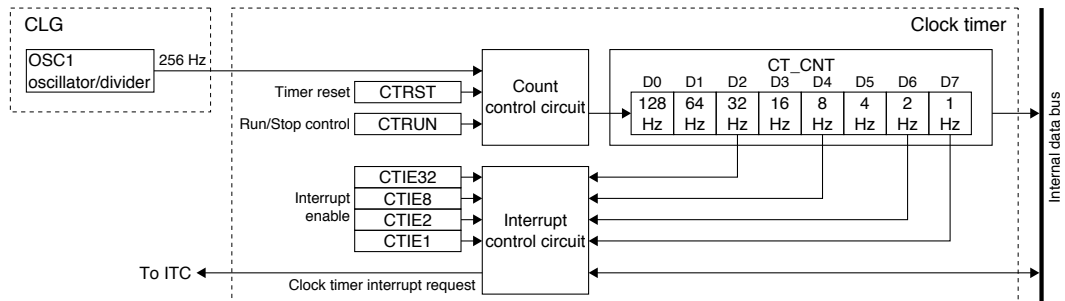 CLG
Clock timer
OSC1
oscillator/divider
256 Hz
Timer reset
CTRST
Run/Stop control
CTRUN
Count
control circuit
CT_CNT
D0 D1 D2 D3 D4 D5 D6 D7
128 64 32 16 8 4 2 1
Hz Hz Hz Hz Hz Hz Hz Hz
Internal data bus
Interrupt
enable
CTIE32
CTIE8
CTIE2
CTIE1
Interrupt
control circuit
To ITC
Clock timer interrupt request